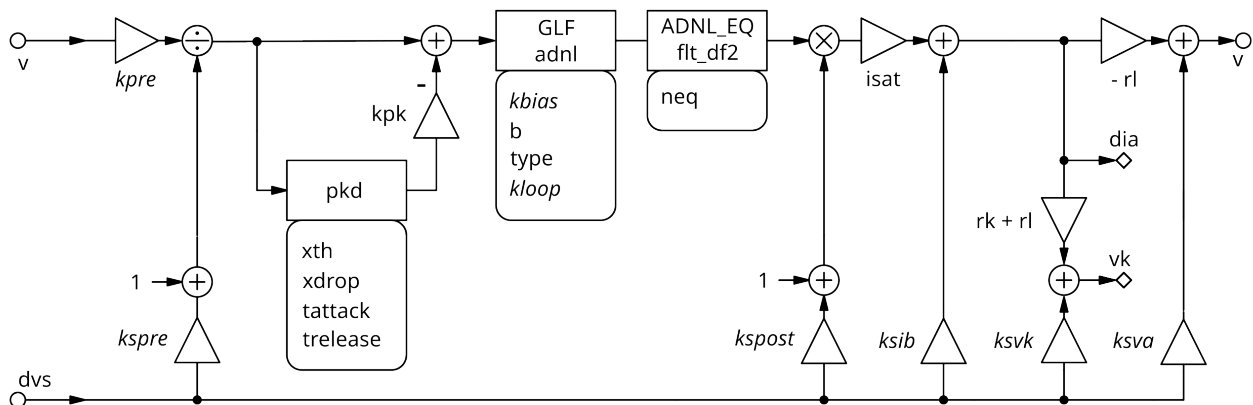 v
kpre
÷
+
-
kpk
GLF
adnl
kbias
b
type
kloop
ADNL_EQ
flt_df2
neq
×
isat
+
- rl
+
v
dia
rk + rl
vk
+
pkd
xth
xdrop
tattack
trelease
1
+
kspre
1
+
kspost
ksib
ksvk
ksva
dvs